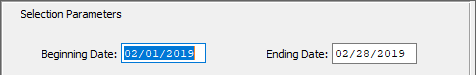 Selection Parameters
Beginning Date: 02/01/2019 Ending Date: 02/28/2019